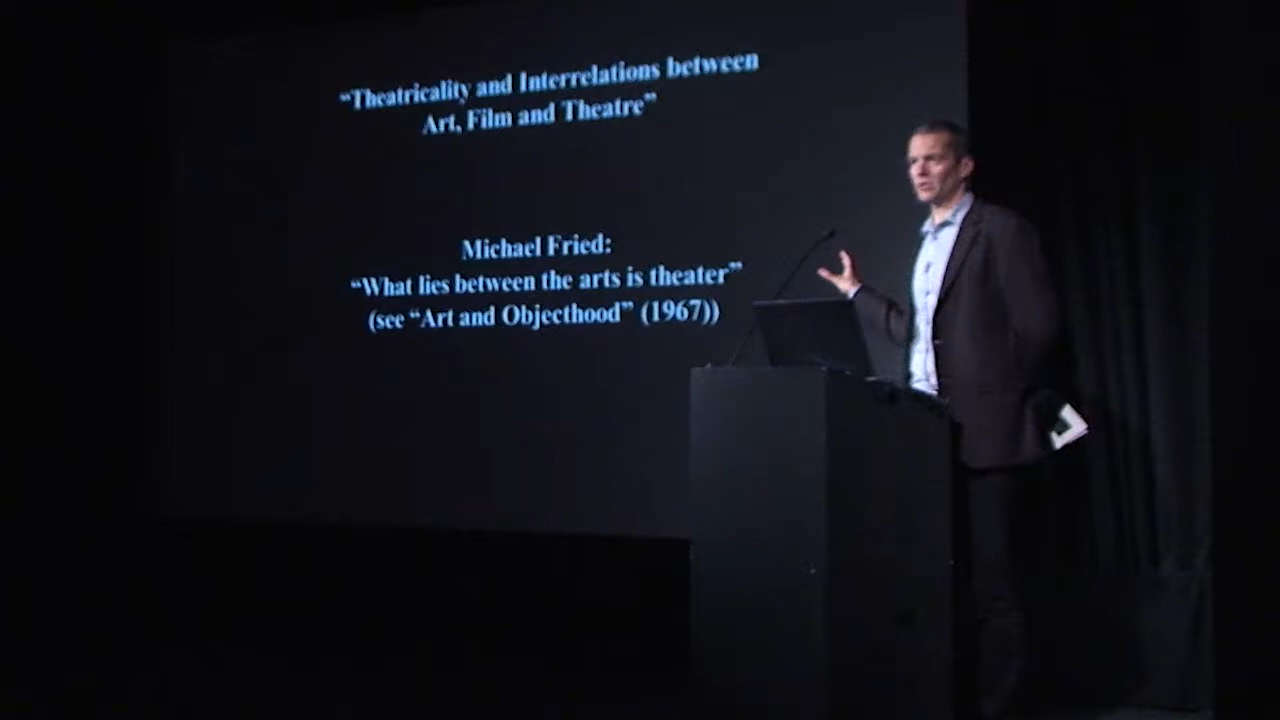 “Theatricality and Interrelations between
Art, Film and Theatre”
Michael Fried:
“What lies between the arts is theater”
(see “Art and Objecthood” (1967))